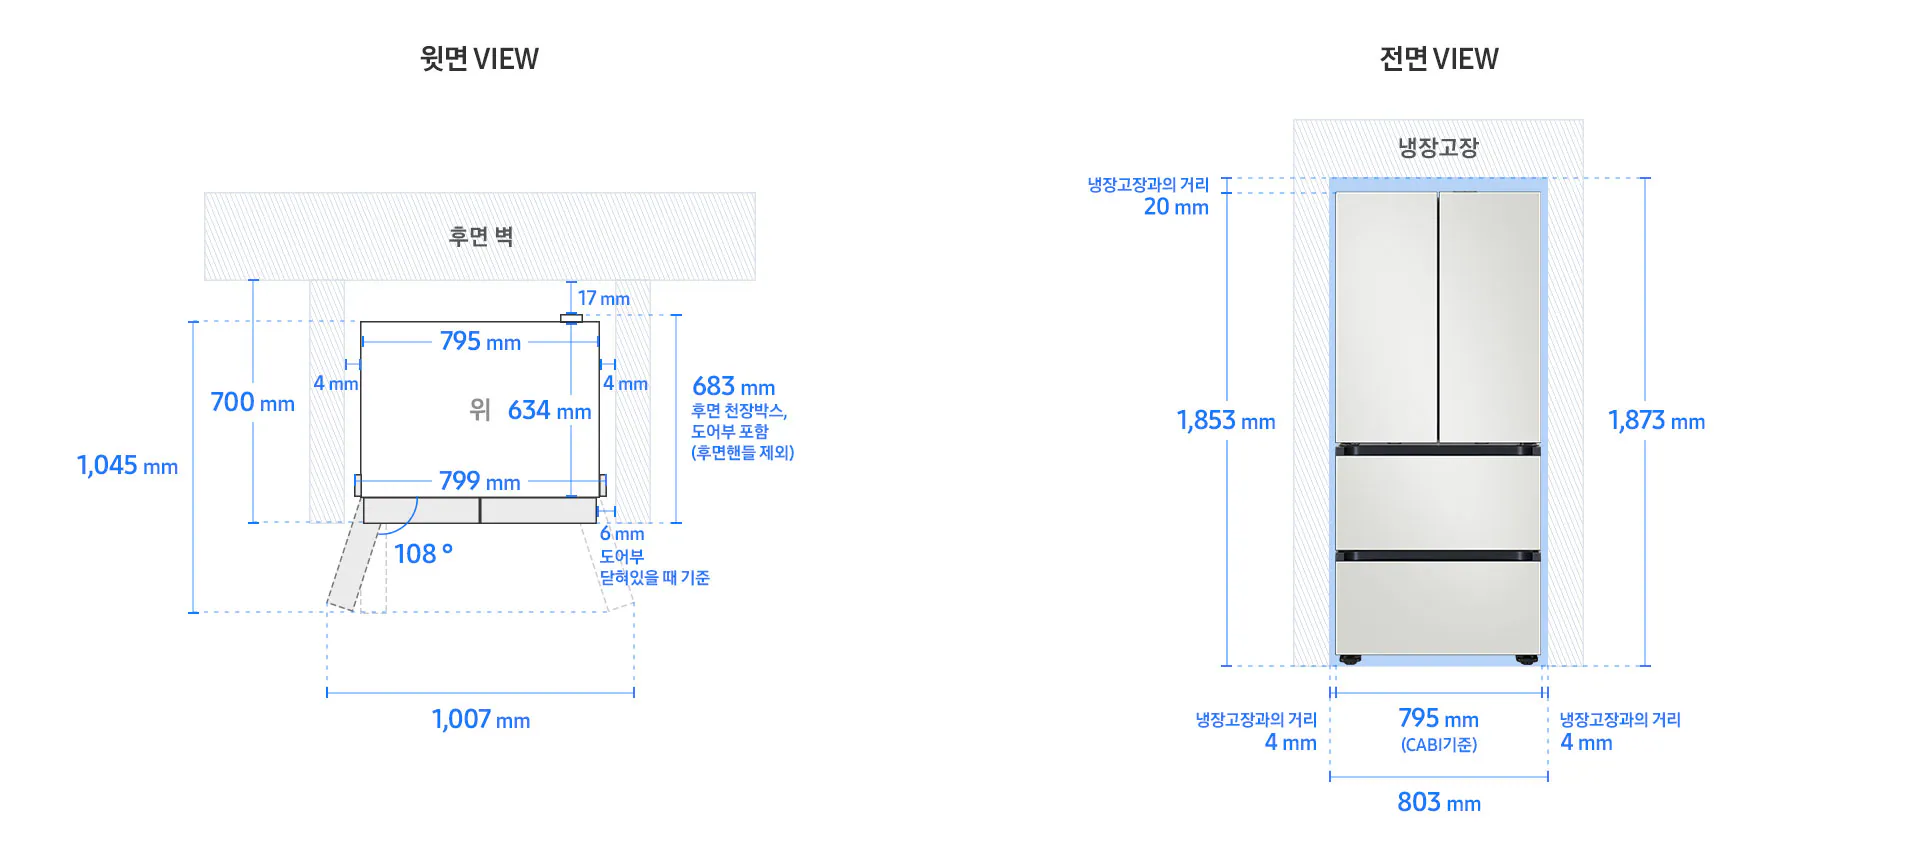 윗면 VIEW
후면 벽
17 mm
795 mm
4 mm
4 mm
700 mm
위
634 mm
683 mm
후면 천장박스,
도어부 포함
(후면핸들 제외)
1,045 mm
799 mm
6 mm
도어부
닫혀있을 때 기준
108 °
1,007 mm
전면 VIEW
냉장고장
냉장고장과의 거리
20 mm
1,853 mm
1,873 mm
냉장고장과의 거리
4 mm
795 mm
(CABI기준)
냉장고장과의 거리
4 mm
803 mm